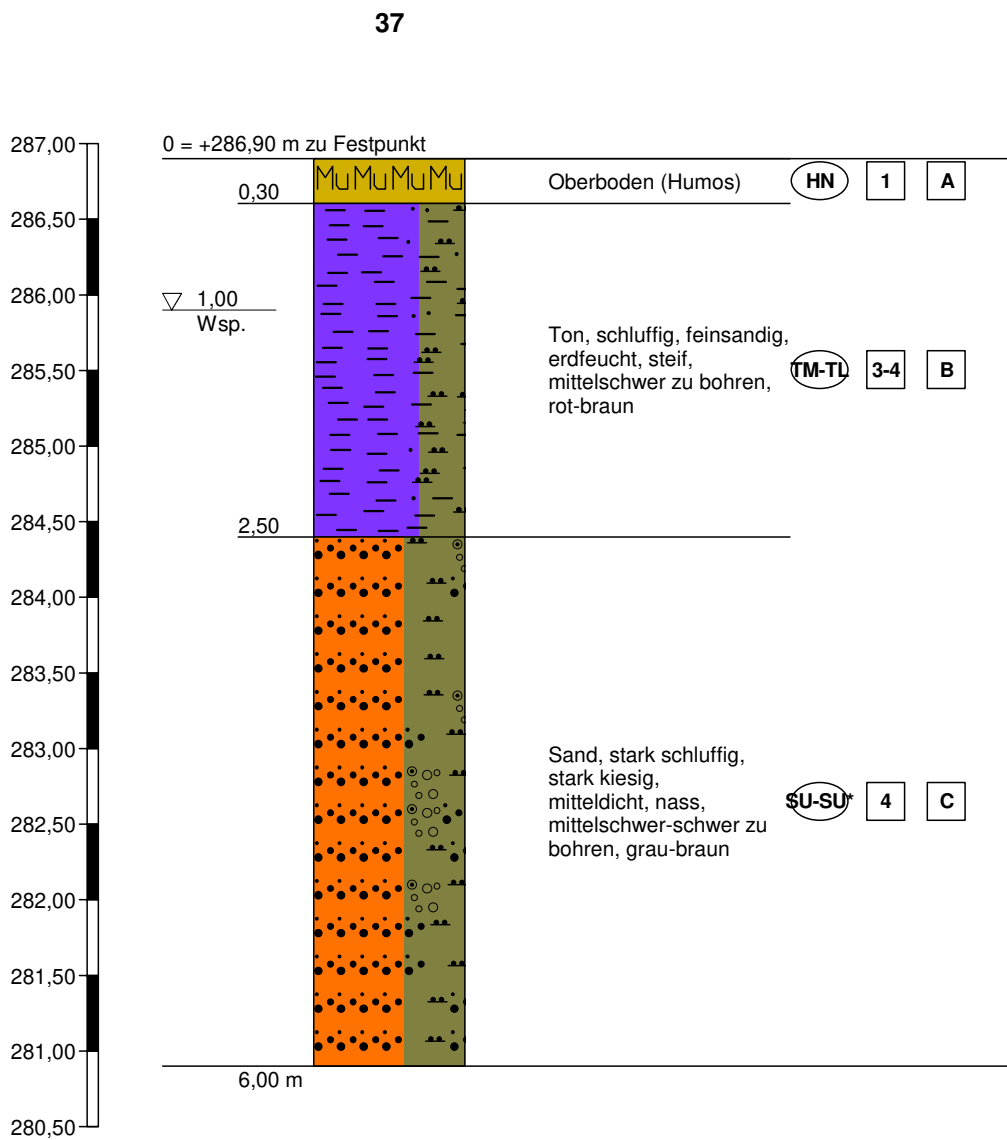 37
287,00
0 = +286,90 m zu Festpunkt
Mu Mu Mu Mu
Oberboden (Humos)
HN
1
A
0,30
286,50
286,00
1,00
Wsp.
Ton, schluffig, feinsandig,
erdfeucht, steif,
mittelschwer zu bohren,
rot-braun
TM-TL
3-4
B
285,50
285,00
284,50
2,50
284,00
283,50
283,00
Sand, stark schluffig,
stark kiesig,
mitteldicht, nass,
mittelschwer-schwer zu
bohren, grau-braun
SU-SU*
4
C
282,50
282,00
281,50
281,00
6,00 m
280,50